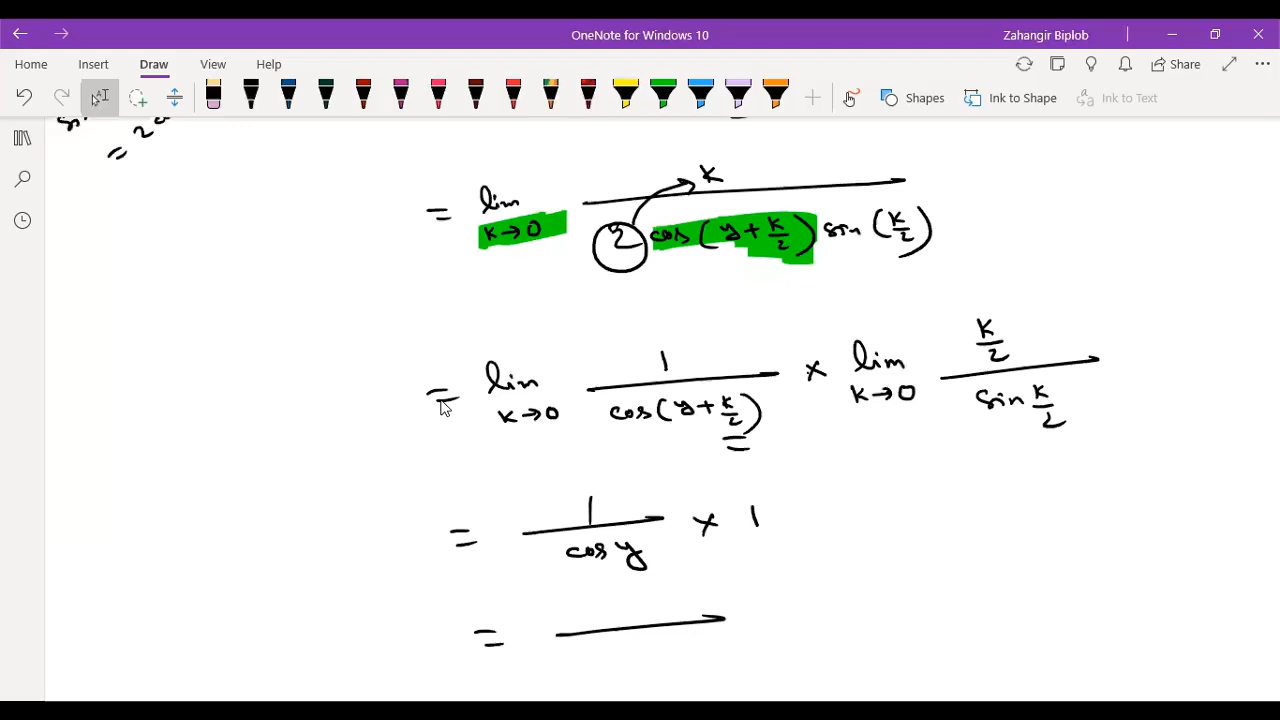 OneNote for Windows 10
Zahangir Biplob
Home Insert Draw View Help
Share
Shapes Ink to Shape Ink to Text
= lim k→0 k / 2 cos (y + k/2) sin (k/2)
= lim k→0 1 / cos (y + k/2) × lim k→0 k/2 / sin k/2
= 1 / cos y × 1
=